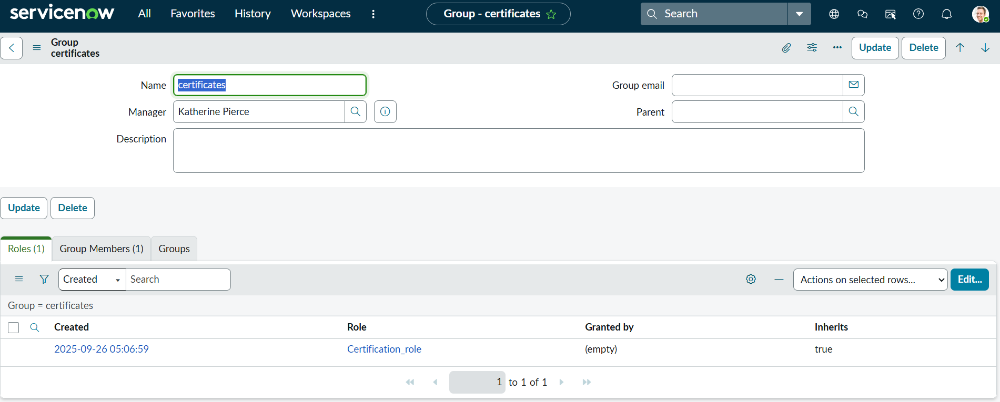 servicenow All Favorites History Workspaces Group - certificates Search
Group
certificates
Update Delete
Name certificates Group email
Manager Katherine Pierce Parent
Description
Update Delete
Roles (1) Group Members (1) Groups
Created Search Actions on selected rows... Edit...
Group = certificates
Created Role Granted by Inherits
2025-09-26 05:06:59 Certification_role (empty) true
1 to 1 of 1